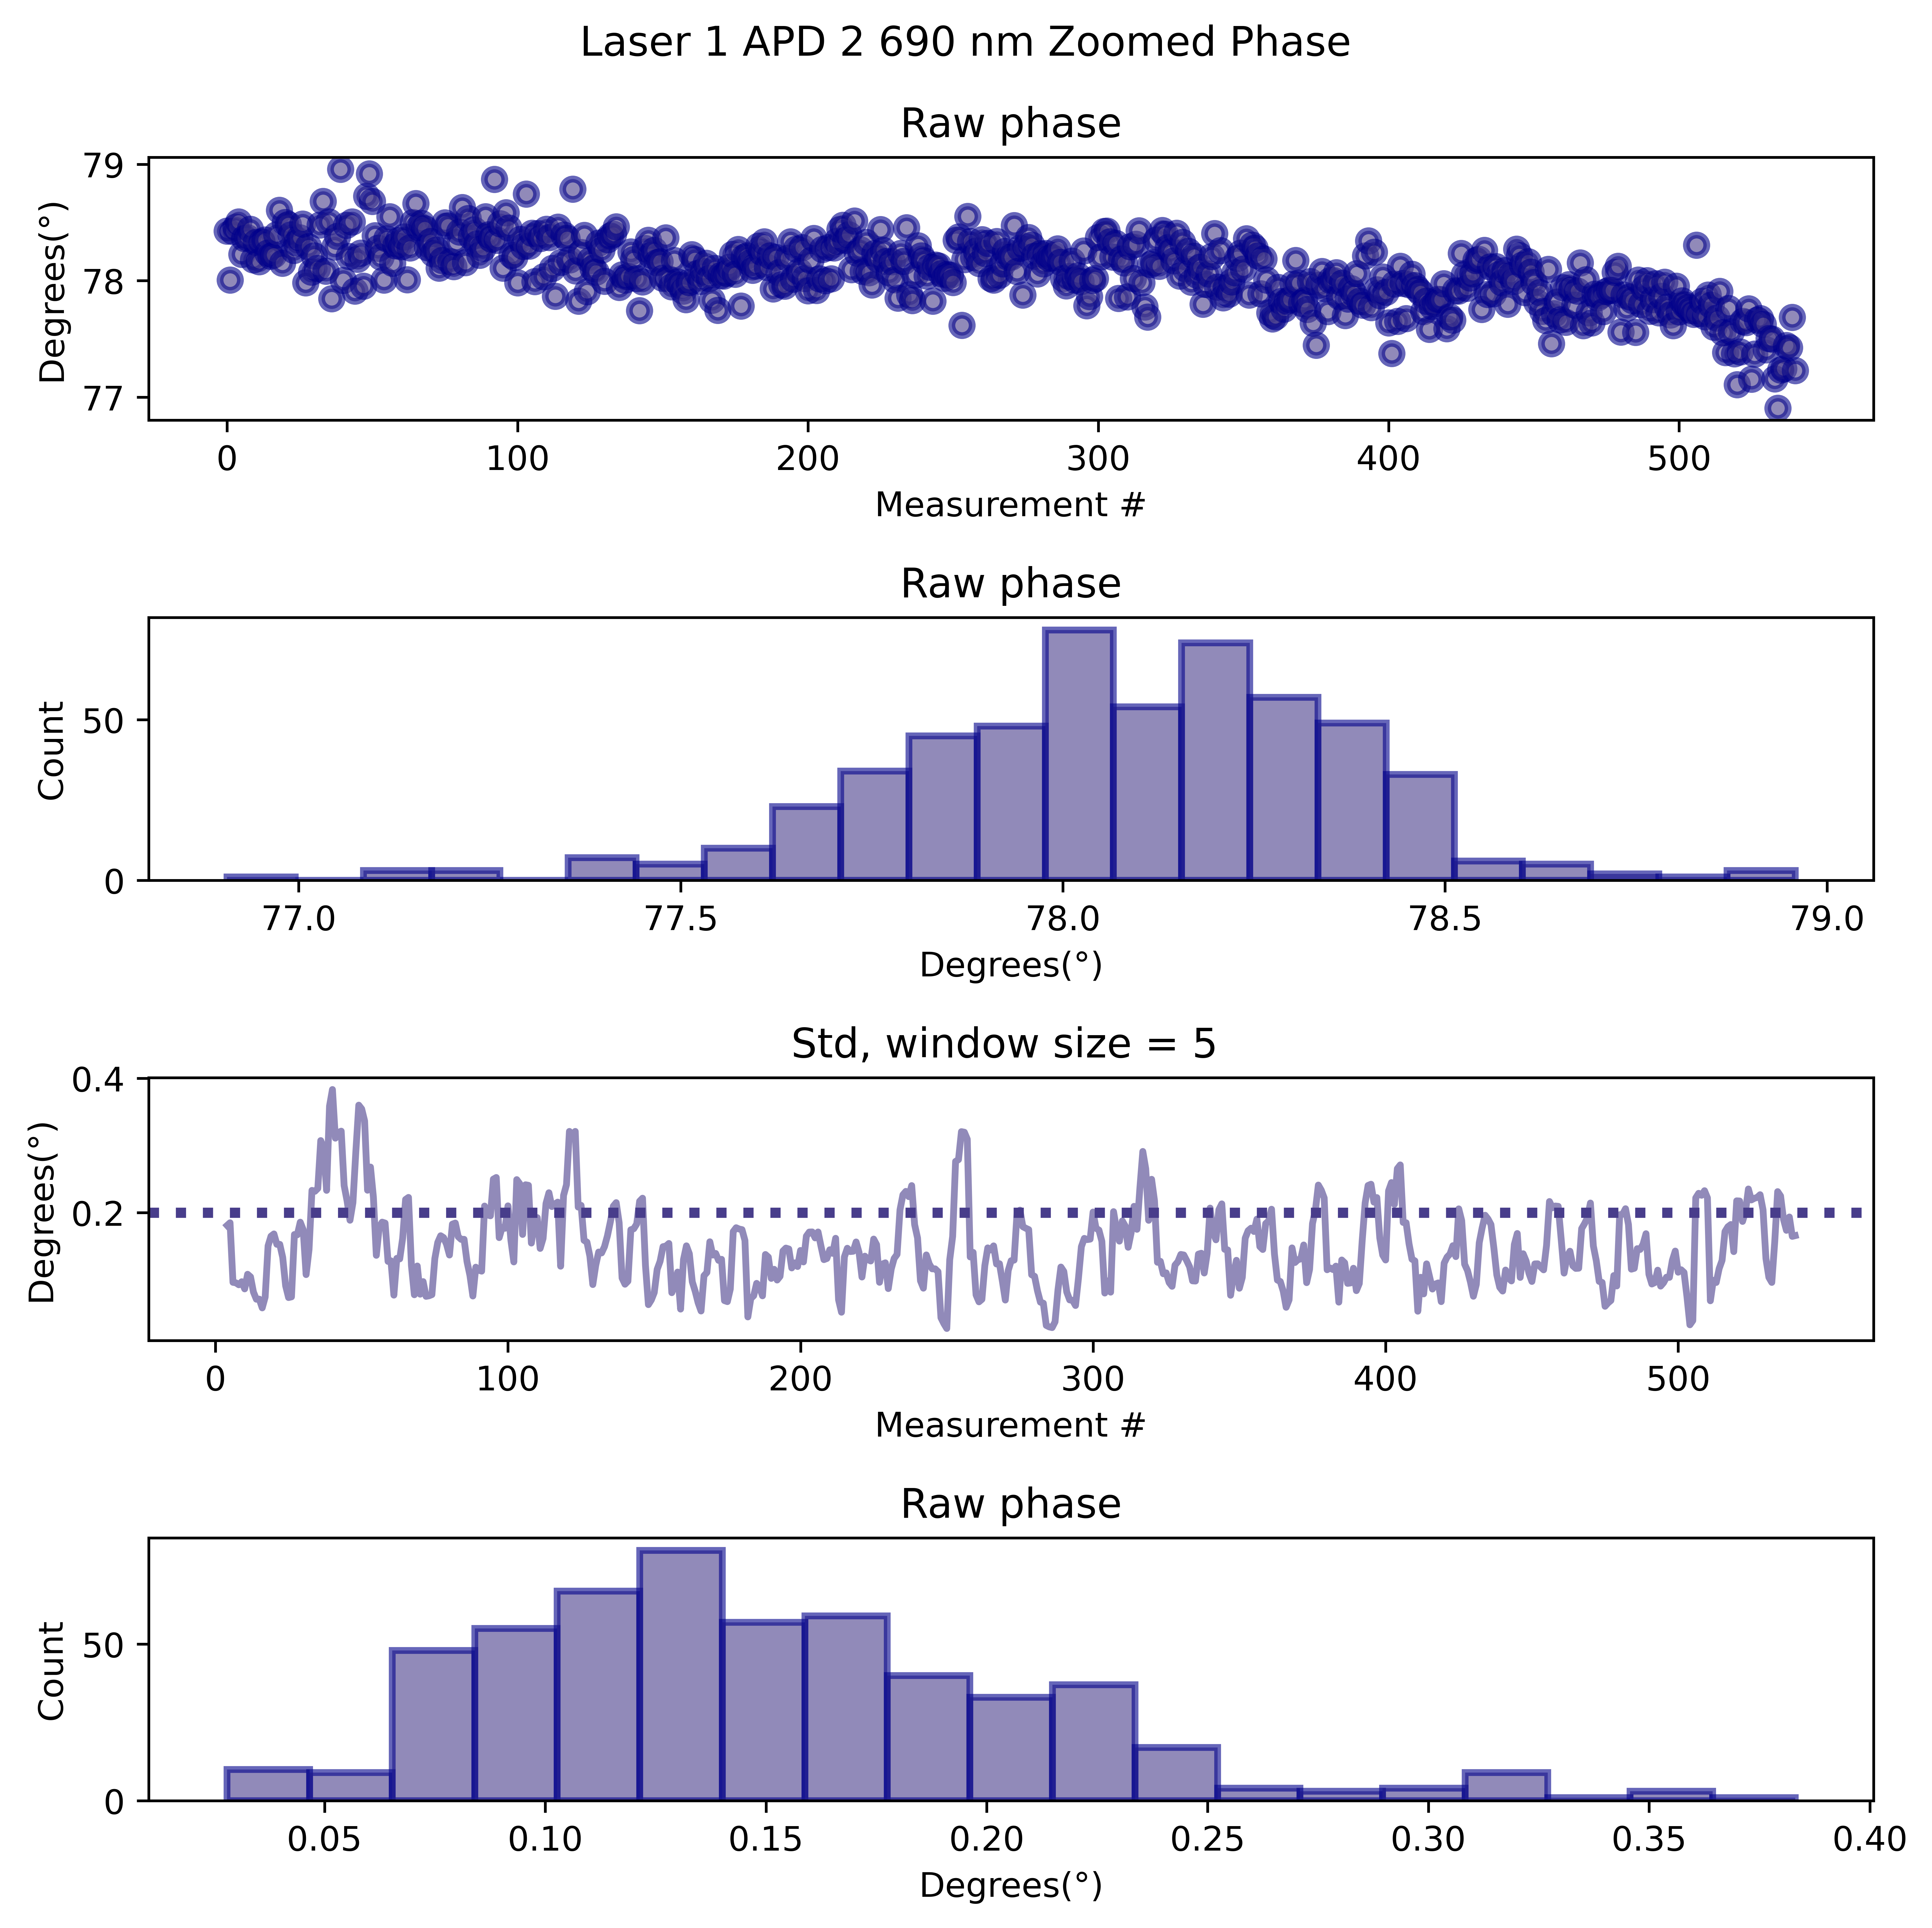 Laser 1 APD 2 690 nm Zoomed Phase
Raw phase
Degrees(°)
79
78
77
0 100 200 300 400 500
Measurement #
Raw phase
Count
50
0
77.0 77.5 78.0 78.5 79.0
Degrees(°)
Std, window size = 5
Degrees(°)
0.4
0.2
0 100 200 300 400 500
Measurement #
Raw phase
Count
50
0
0.05 0.10 0.15 0.20 0.25 0.30 0.35 0.40
Degrees(°)